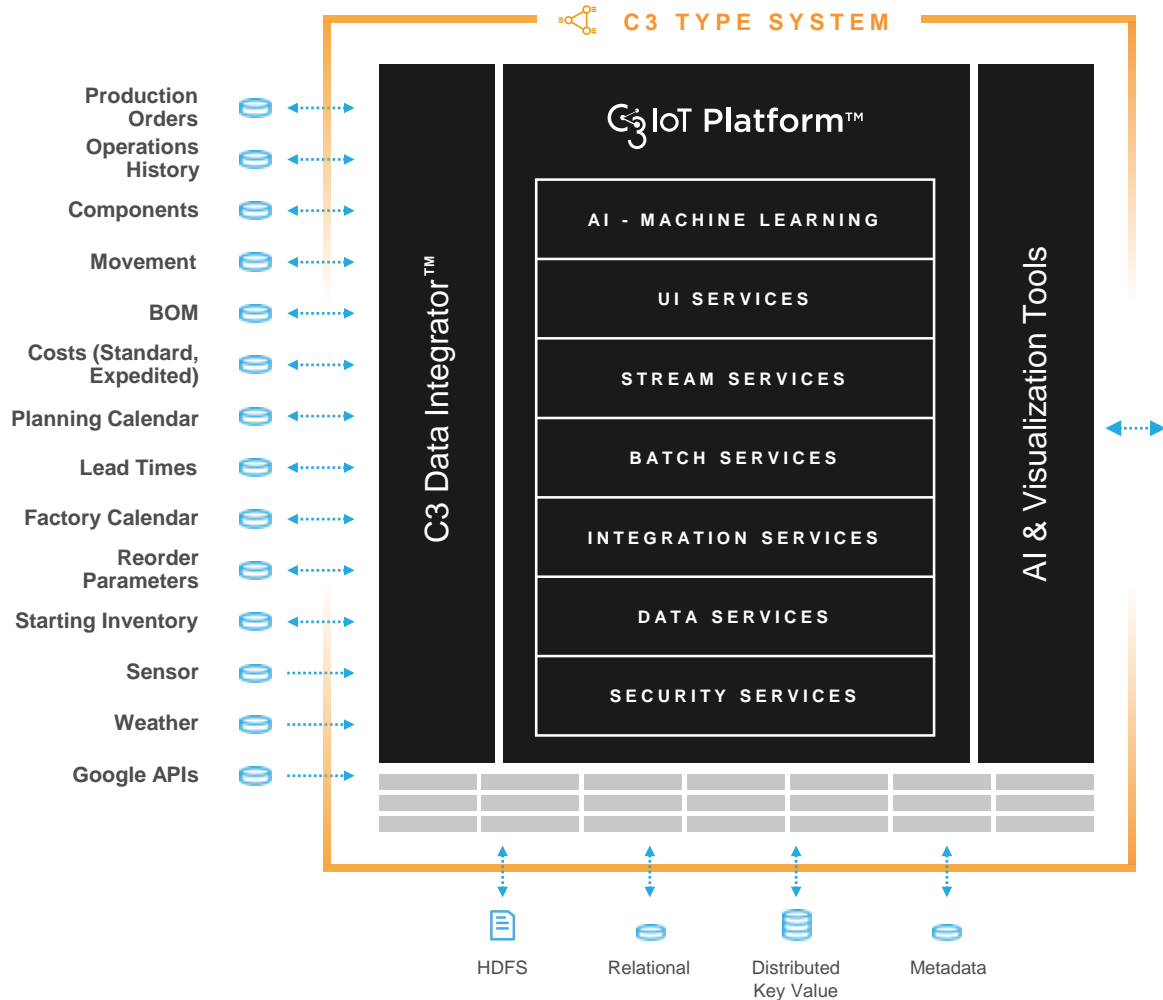 C3 TYPE SYSTEM
Production
Orders
Operations
History
Components
Movement
BOM
Costs (Standard,
Expedited)
Planning Calendar
Lead Times
Factory Calendar
Reorder
Parameters
Starting Inventory
Sensor
Weather
Google APIs
C3 Data Integrator™
C3 IoT Platform™
AI - MACHINE LEARNING
UI SERVICES
STREAM SERVICES
BATCH SERVICES
INTEGRATION SERVICES
DATA SERVICES
SECURITY SERVICES
AI & Visualization Tools
HDFS
Relational
Distributed
Key Value
Metadata